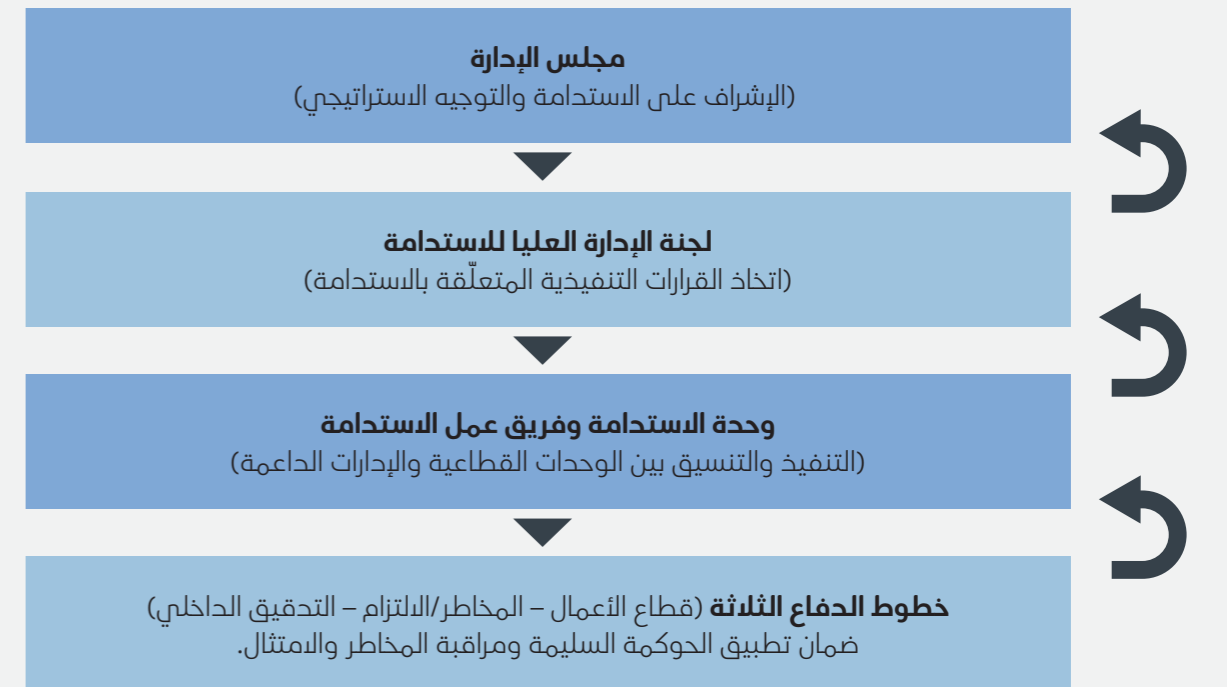 مجلس الإدارة
(الإشراف على الاستدامة والتوجيه الاستراتيجي)
لجنة الإدارة العليا للاستدامة
(اتخاذ القرارات التنفيذية المتعلّقة بالاستدامة)
وحدة الاستدامة وفريق عمل الاستدامة
(التنفيذ والتنسيق بين الوحدات القطاعية والإدارات الداعمة)
خطوط الدفاع الثلاثة (قطاع الأعمال – المخاطر/الالتزام – التدقيق الداخلي)
ضمان تطبيق الحوكمة السليمة ومراقبة المخاطر والامتثال.